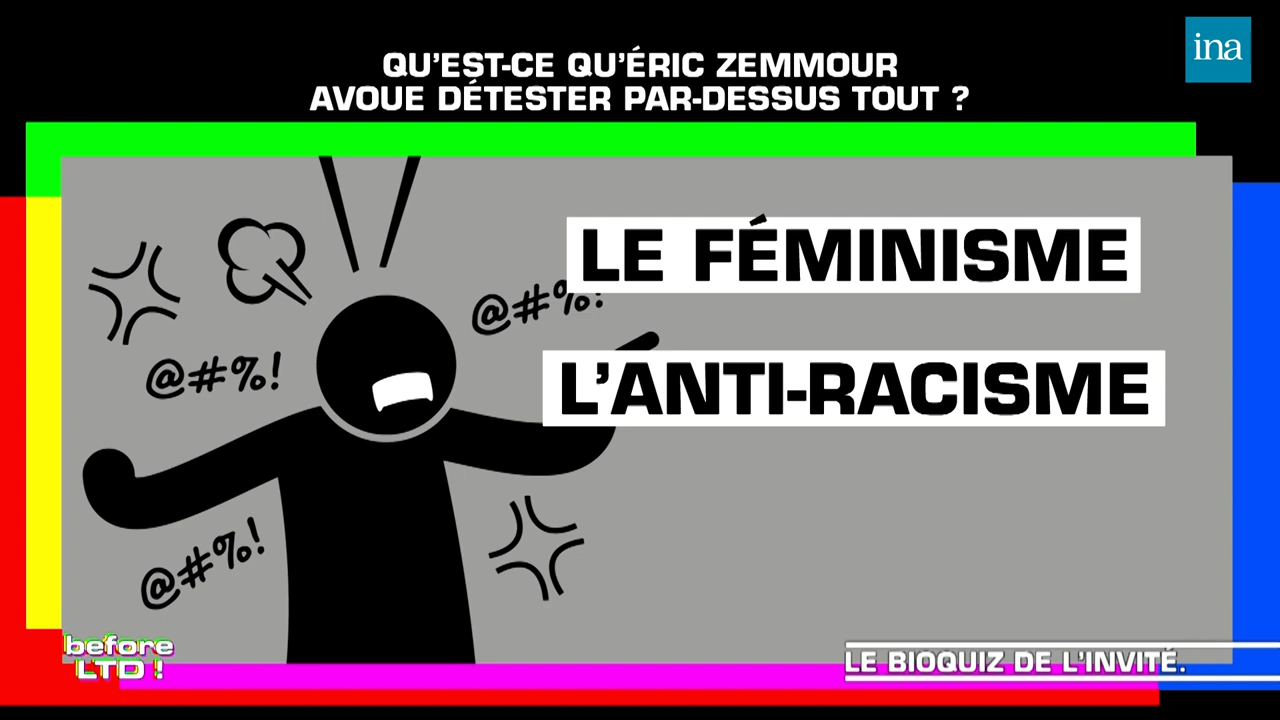 ina
QU'EST-CE QU'ÉRIC ZEMMOUR
AVOUE DÉTESTER PAR-DESSUS TOUT ?
LE FÉMINISME
@#%!
L'ANTI-RACISME
@#%!
@#%!
before
LTD !
LE BIOQUIZ DE L'INVITÉ.